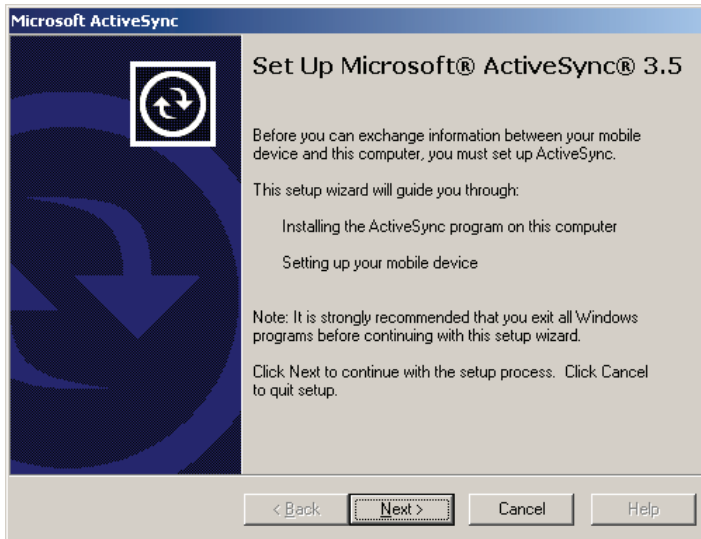 Microsoft ActiveSync
Set Up Microsoft® ActiveSync® 3.5
Before you can exchange information between your mobile
device and this computer, you must set up ActiveSync.
This setup wizard will guide you through:
Installing the ActiveSync program on this computer
Setting up your mobile device
Note: It is strongly recommended that you exit all Windows
programs before continuing with this setup wizard.
Click Next to continue with the setup process.  Click Cancel
to quit setup.
< Back Next > Cancel Help